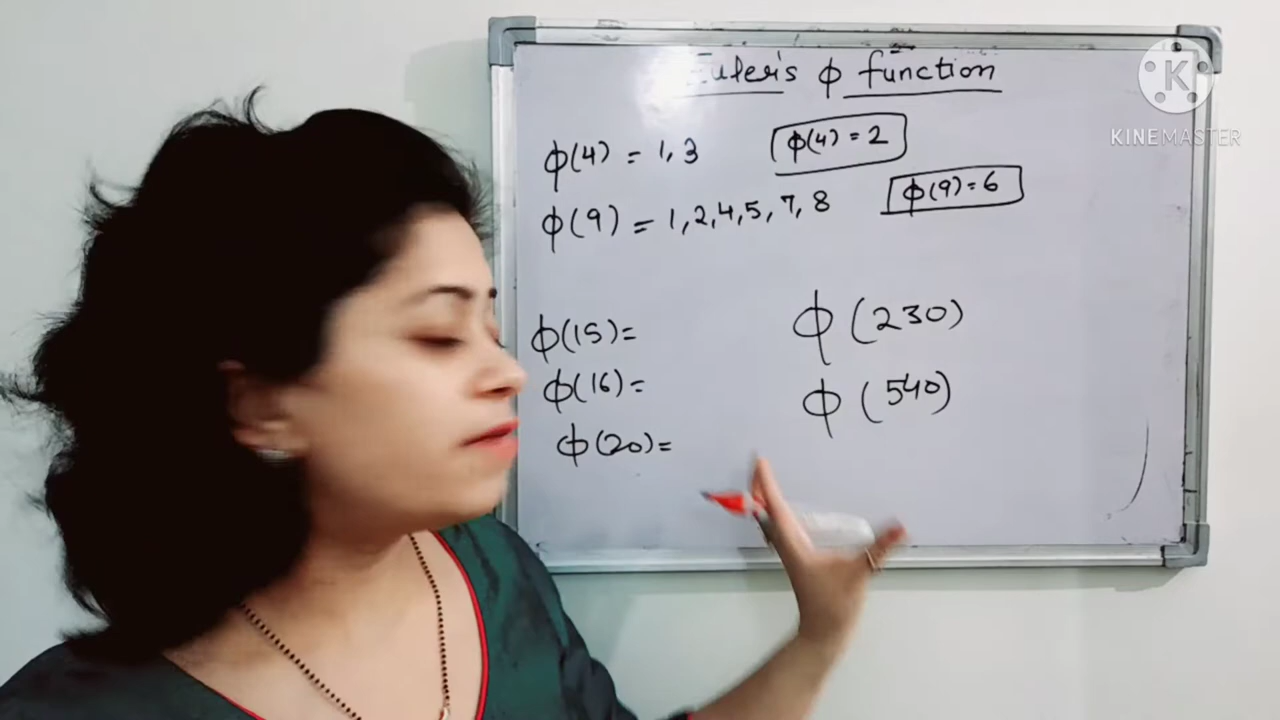 Euler's ϕ function
ϕ(4) = 1, 3
ϕ(4) = 2
ϕ(9) = 1, 2, 4, 5, 7, 8
ϕ(9) = 6
ϕ(15) =
ϕ(16) =
ϕ(20) =
ϕ (230)
ϕ (540)
K
KINEMASTER